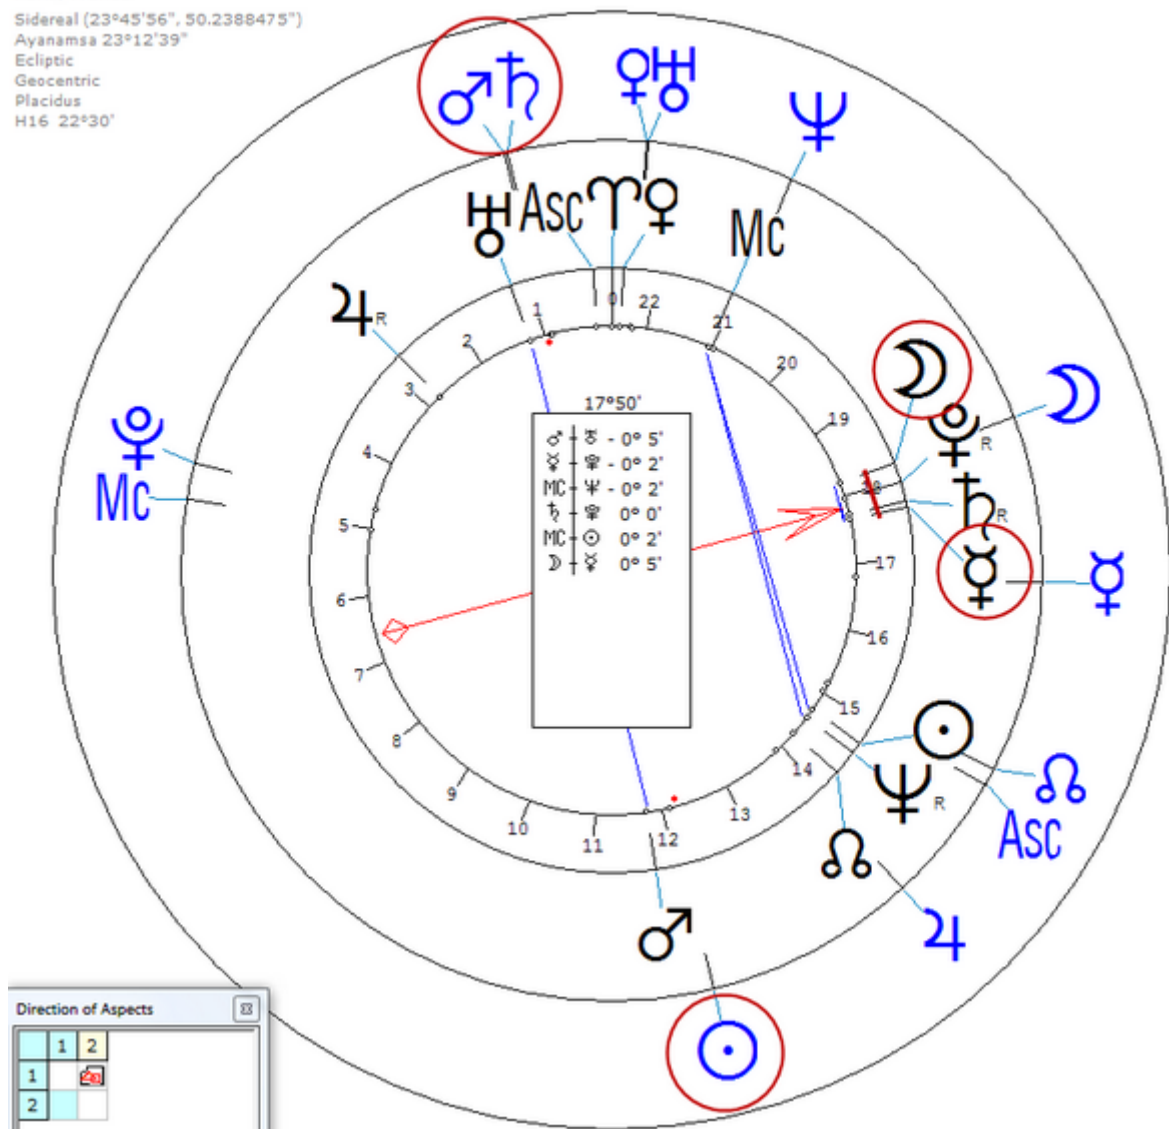 Sidereal (23°45'56", 50.2388475")
Ayanamsa 23°12'39"
Ecliptic
Geocentric
Placidus
H16 22°30'
Asc
Mc
R
R
R
Mc
R
Asc
0
22
1
21
2
20
3
19
4
18
5
17
6
16
7
15
8
14
9
13
10
12
11
17°50'
♂ | ♅ - 0° 5'
☿ | ♇ - 0° 2'
MC | ♆ - 0° 2'
♄ | ♇ 0° 0'
MC | ☉ 0° 2'
☽ | ☿ 0° 5'
Direction of Aspects
1 2
1
2